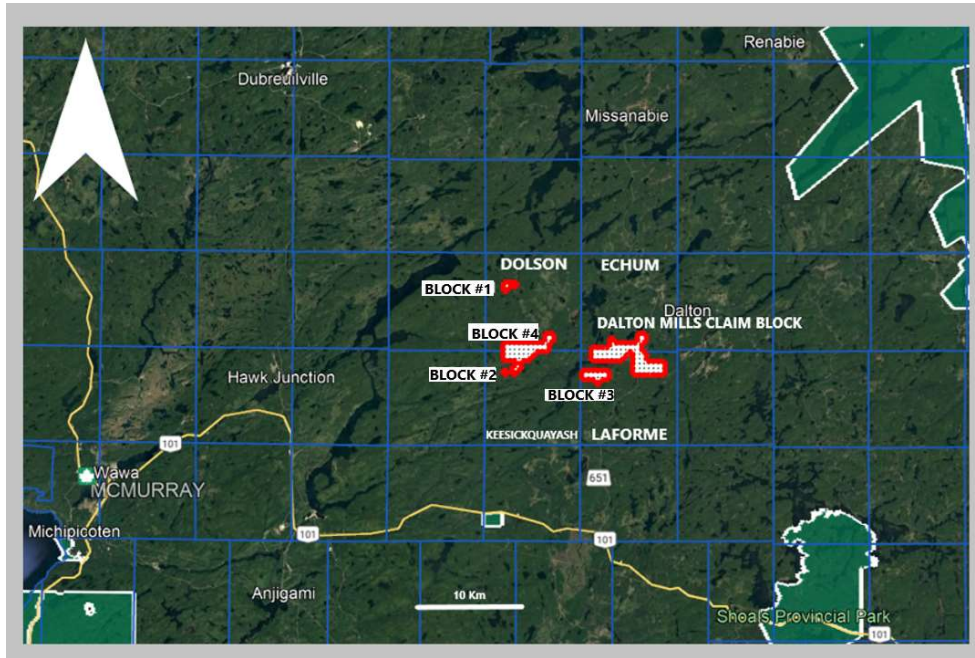 Renabie
Dubreuilville
Missanabie
DOLSON
ECHUM
BLOCK #1
Dalton
DALTON MILLS CLAIM BLOCK
BLOCK #4
Hawk Junction
BLOCK #2
BLOCK #3
KEESICKQUAYASH
LAFORME
101
Wawa
651
MCMURRAY
Michipicoten
101
101
Anjigami
10 Km
Shoals Provincial Park
101